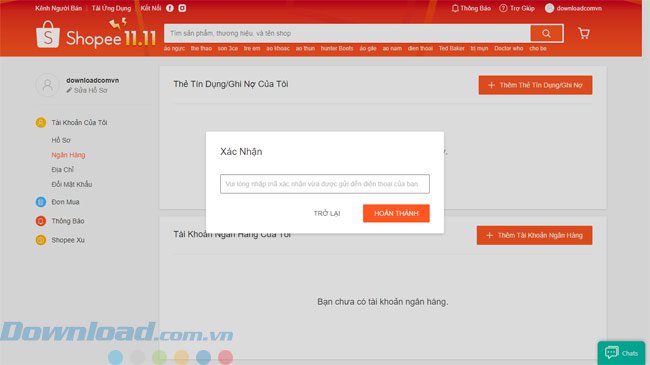 Kênh Người Bán | Tải Ứng Dụng | Kết Nối
Thông Báo Trợ Giúp downloadcomvn
Shopee 11.11
Tìm sản phẩm, thương hiệu, và tên shop
áo ngực the thao son 3ce tre em ao khoac ao thun hunter Boots áo gile ao nam dien thoai Ted Baker trị mụn Doctor who cho be
downloadcomvn
Sửa Hồ Sơ
Tài Khoản Của Tôi
Hồ Sơ
Ngân Hàng
Địa Chỉ
Đổi Mật Khẩu
Đơn Mua
Thông Báo
Shopee Xu
Thẻ Tín Dụng/Ghi Nợ Của Tôi
+ Thêm Thẻ Tín Dụng/Ghi Nợ
Xác Nhận
Vui lòng nhập mã xác nhận vừa được gửi đến điện thoại của bạn.
TRỞ LẠI
HOÀN THÀNH
Tài Khoản Ngân Hàng Của Tôi
+ Thêm Tài Khoản Ngân Hàng
Bạn chưa có tài khoản ngân hàng.
Download.com.vn
Chats